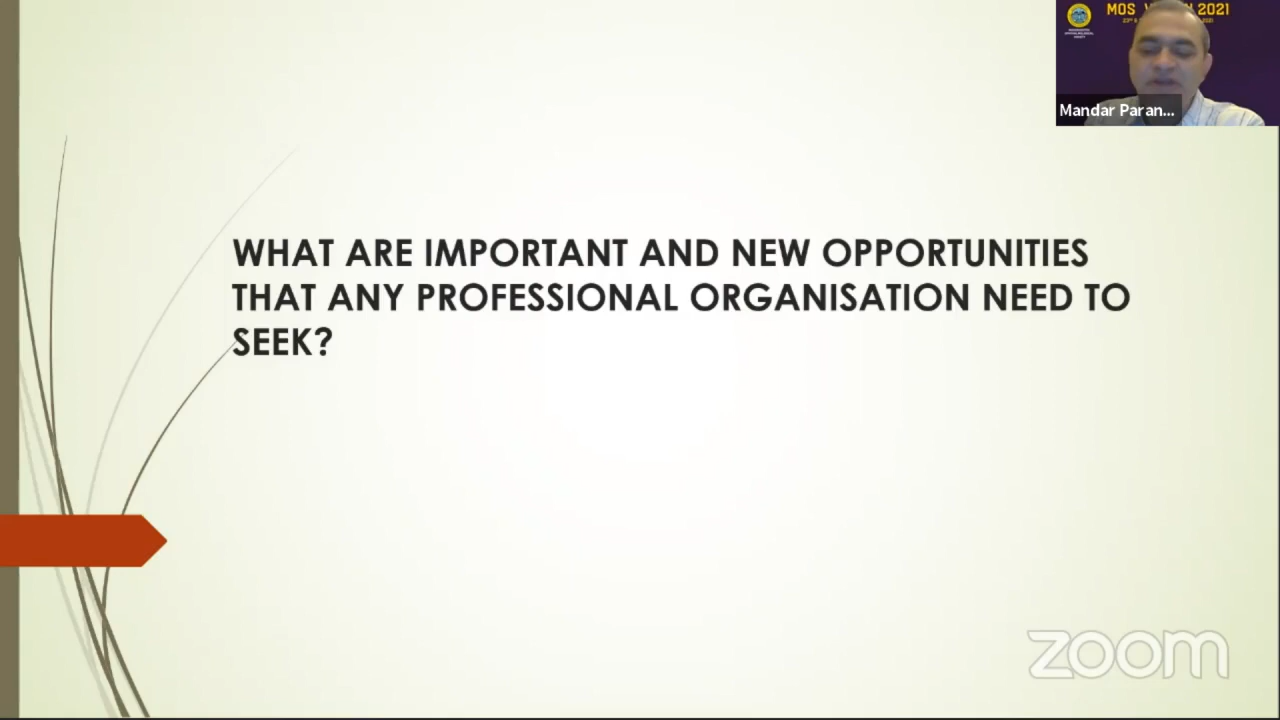 MOS 2021
Mandar Paran...
WHAT ARE IMPORTANT AND NEW OPPORTUNITIES
THAT ANY PROFESSIONAL ORGANISATION NEED TO
SEEK?
zoom